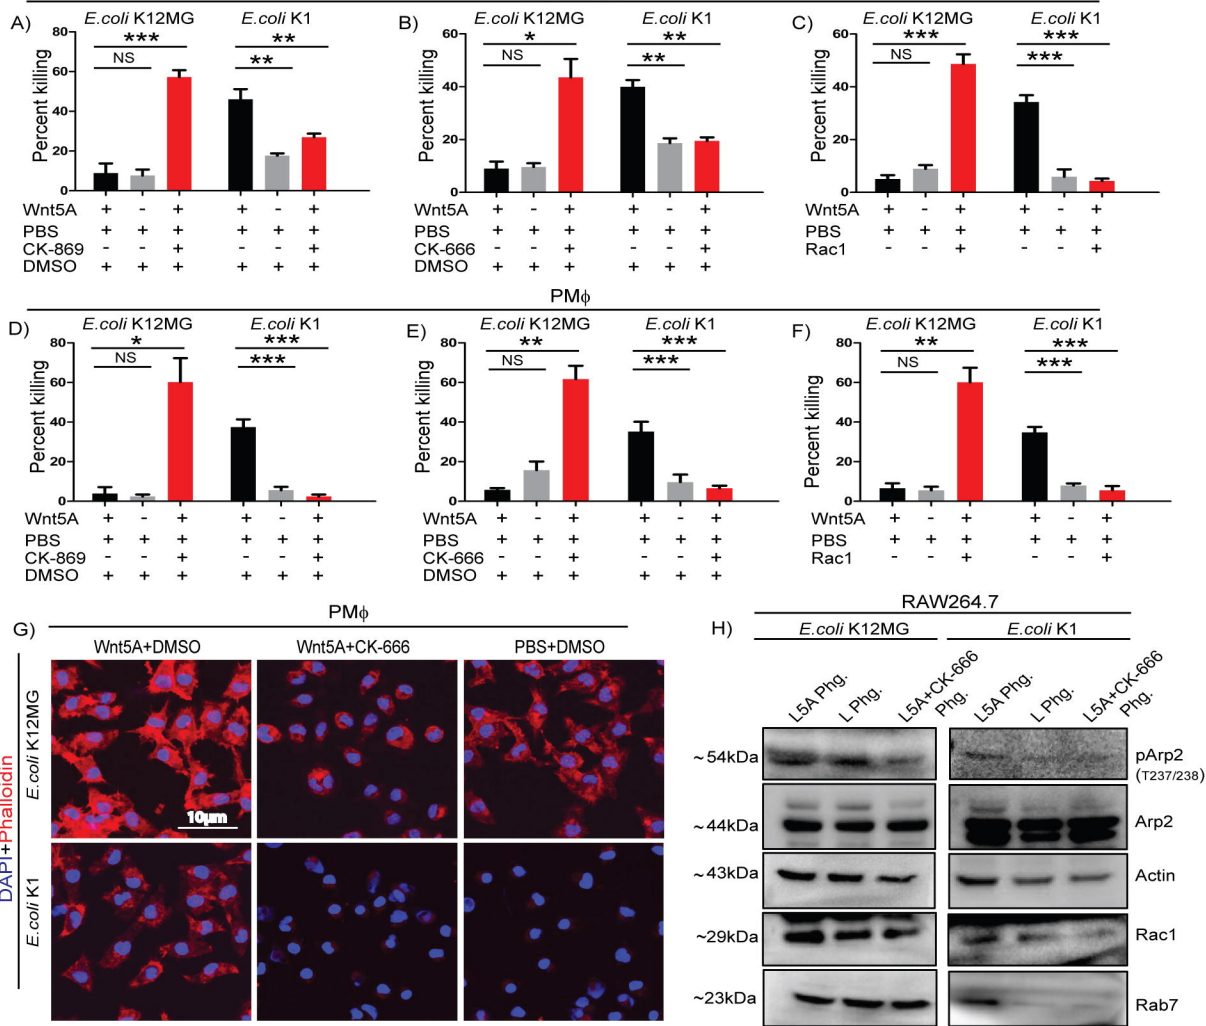 A)
E.coli K12MG
E.coli K1
***
**
NS
**
Percent killing
80
60
40
20
0
Wnt5A + - + + - +
PBS + + + + + +
CK-869 - - + - - +
DMSO + + + + + +
B)
E.coli K12MG
E.coli K1
*
**
NS
**
Percent killing
60
40
20
0
Wnt5A + - + + - +
PBS + + + + + +
CK-666 - - + - - +
DMSO + + + + + +
C)
E.coli K12MG
E.coli K1
***
***
NS
***
Percent killing
60
40
20
0
Wnt5A + - + + - +
PBS + + + + + +
Rac1 - - + - - +
PMϕ
D)
E.coli K12MG
E.coli K1
*
***
NS
***
Percent killing
80
60
40
20
0
Wnt5A + - + + - +
PBS + + + + + +
CK-869 - - + - - +
DMSO + + + + + +
E)
E.coli K12MG
E.coli K1
**
***
NS
***
Percent killing
80
60
40
20
0
Wnt5A + - + + - +
PBS + + + + + +
CK-666 - - + - - +
DMSO + + + + + +
F)
E.coli K12MG
E.coli K1
**
***
NS
***
Percent killing
80
60
40
20
0
Wnt5A + - + + - +
PBS + + + + + +
Rac1 - - + - - +
G)
PMϕ
Wnt5A+DMSO
Wnt5A+CK-666
PBS+DMSO
DAPI+Phalloidin
E.coli K12MG
E.coli K1
10µm
H)
RAW264.7
E.coli K12MG
E.coli K1
L5A Phg.
L Phg.
L5A+CK-666
Phg.
L5A Phg.
L Phg.
L5A+CK-666
Phg.
~54kDa
pArp2
(T237/238)
~44kDa
Arp2
~43kDa
Actin
~29kDa
Rac1
~23kDa
Rab7